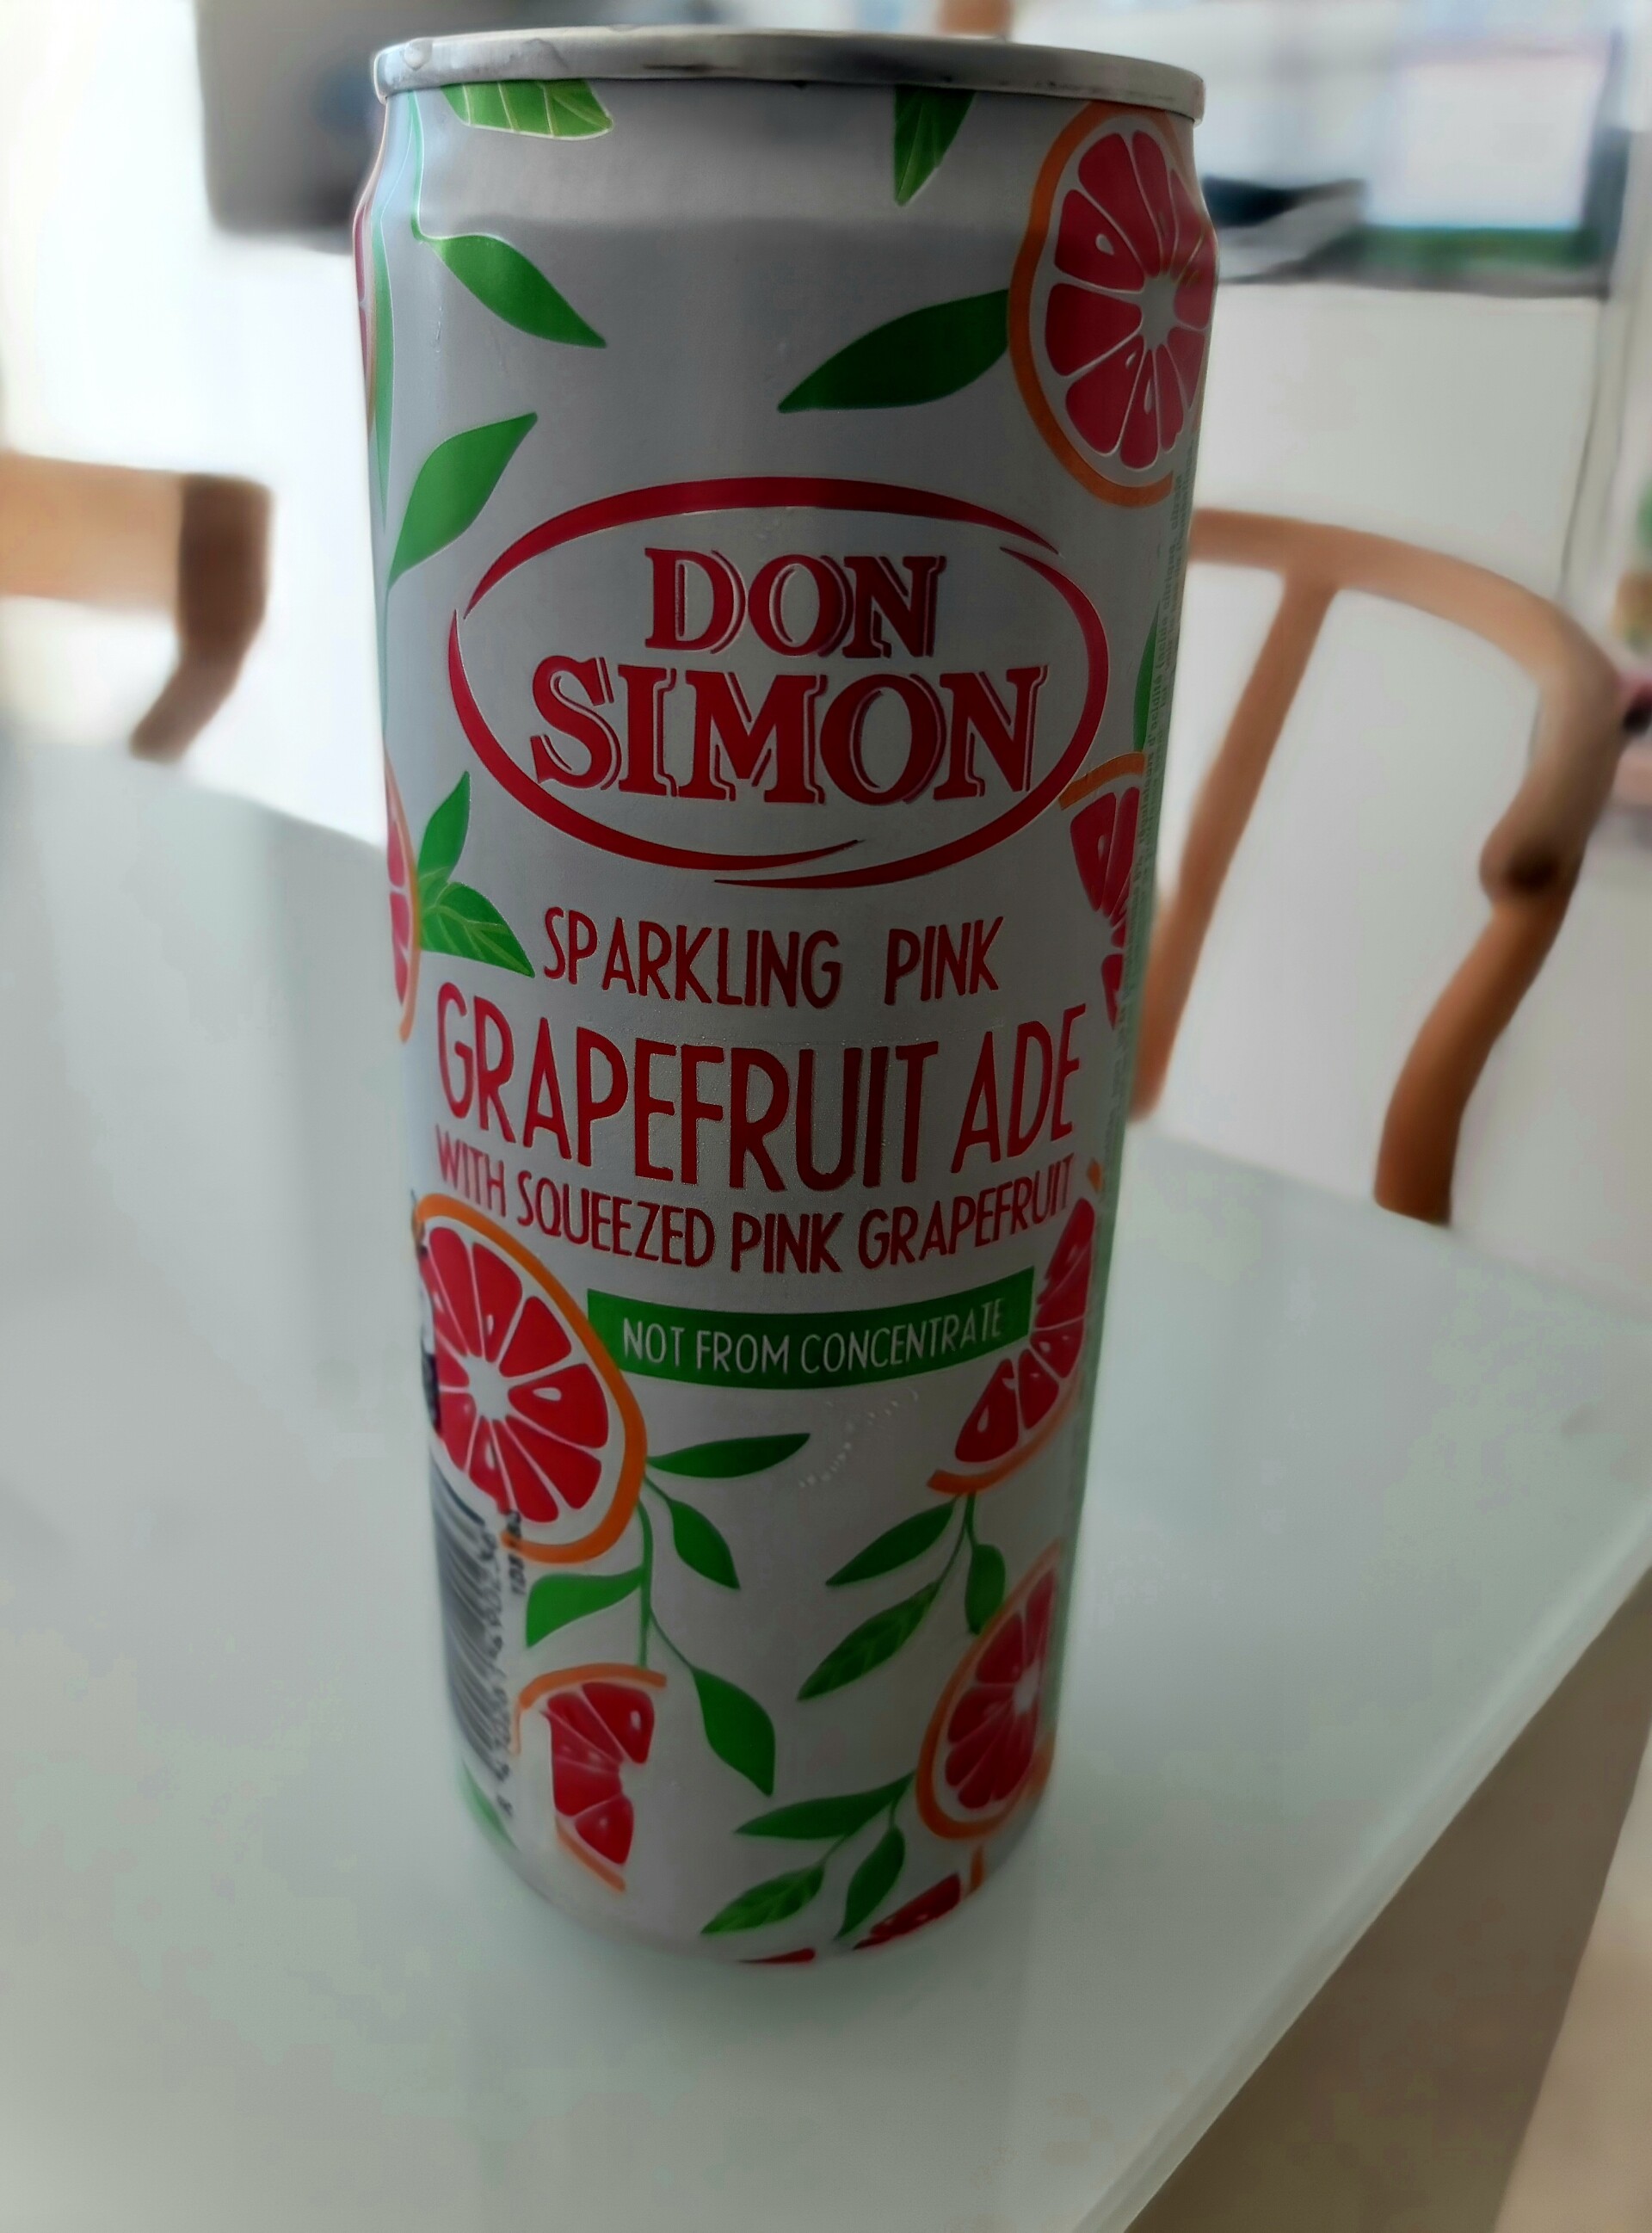 DON
SIMON
SPARKLING PINK
GRAPEFRUIT ADE
WITH SQUEEZED PINK GRAPEFRUIT
NOT FROM CONCENTRATE